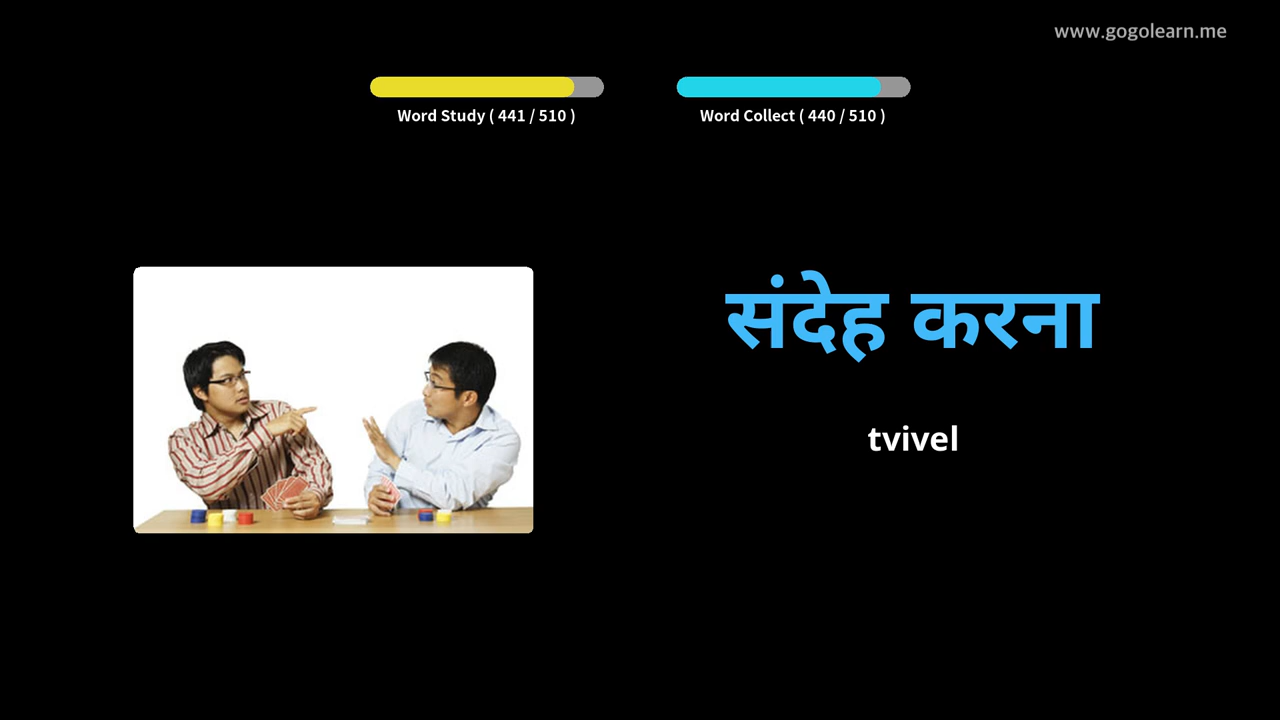 www.gogolearn.me
Word Study ( 441 / 510 )
Word Collect ( 440 / 510 )
संदेह करना
tvivel